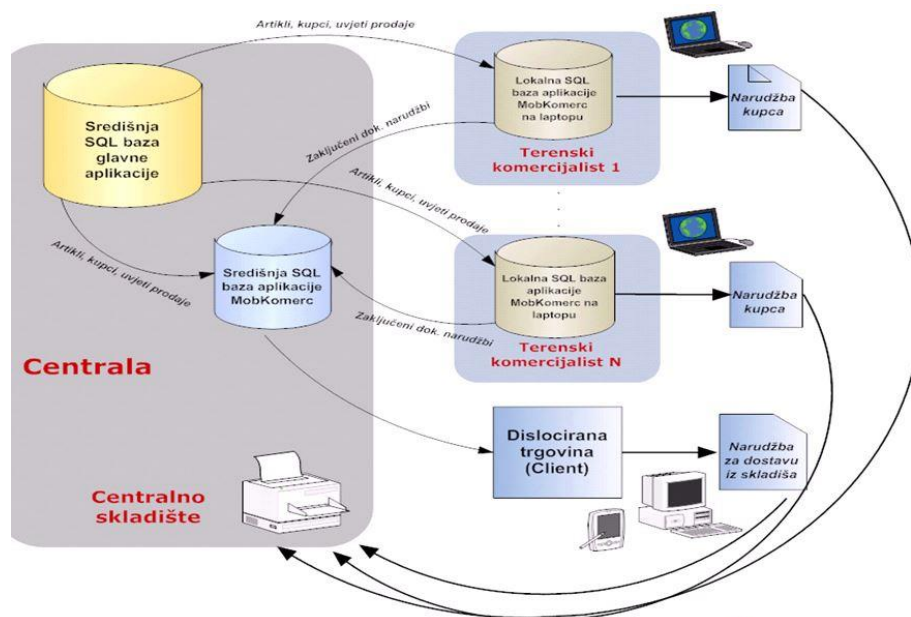 Artikli, kupci, uvjeti prodaje
Središnja
SQL baza
glavne
aplikacije
Lokalna SQL
baza aplikacije
MobKomerc
na laptopu
Terenski
komercijalist 1
Narudžba
kupca
Zaključeni dok. narudžbi
Artikli, kupci, uvjeti prodaje
Artikli, kupci, uvjeti prodaje
Središnja SQL
baza aplikacije
MobKomerc
Lokalna SQL baza
aplikacije
MobKomerc na
laptopu
Zaključeni dok. narudžbi
Terenski
komercijalist N
Narudžba
kupca
Centrala
Dislocirana
trgovina
(Client)
Narudžba
za dostavu
iz skladiša
Centralno
skladište